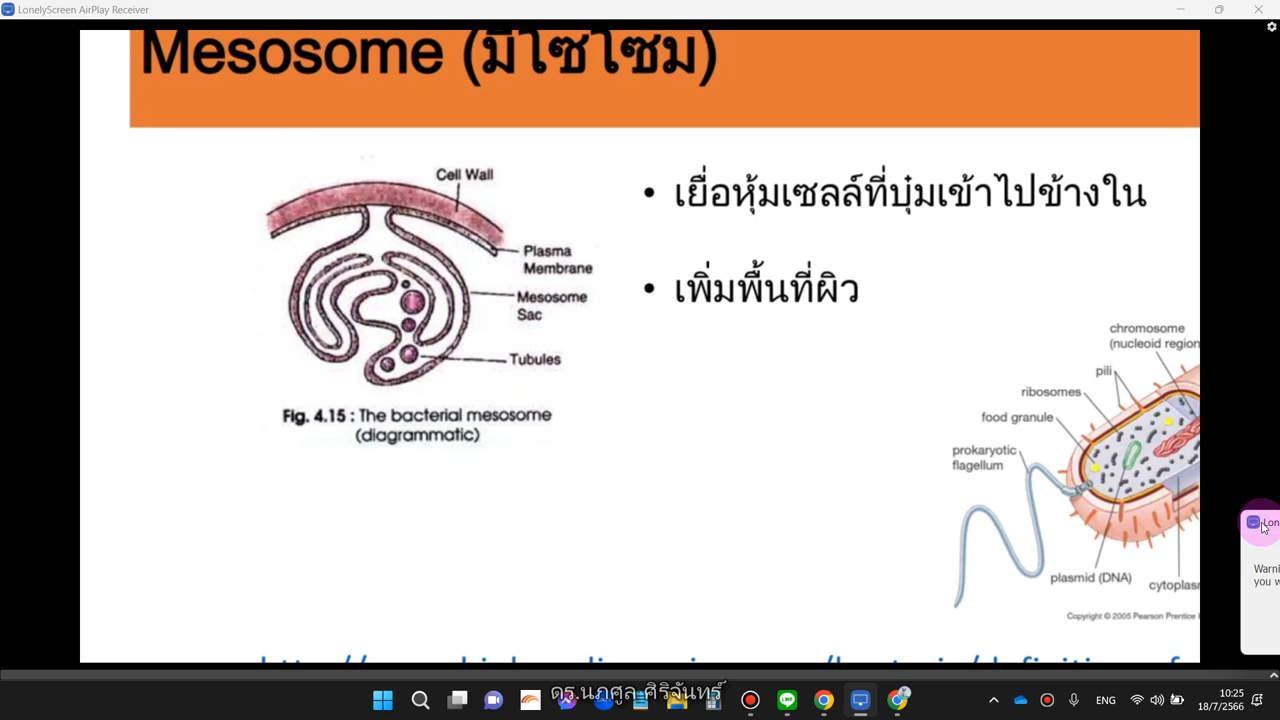 LonelyScreen AirPlay Receiver
Mesosome (มีโซโซม)
Cell Wall
Plasma
Membrane
Mesosome
Sac
Tubules
Fig. 4.15 : The bacterial mesosome
(diagrammatic)
• เยื่อหุ้มเซลล์ที่บุ๋มเข้าไปข้างใน
• เพิ่มพื้นที่ผิว
chromosome
(nucleoid region
pili
ribosomes
food granule
prokaryotic
flagellum
plasmid (DNA)
cytoplasm
Copyright © 2005 Pearson Prentice
Lon
Warni
you w
ดร.นภศูล ศิริจันทร์
ENG
10:25
18/7/2566